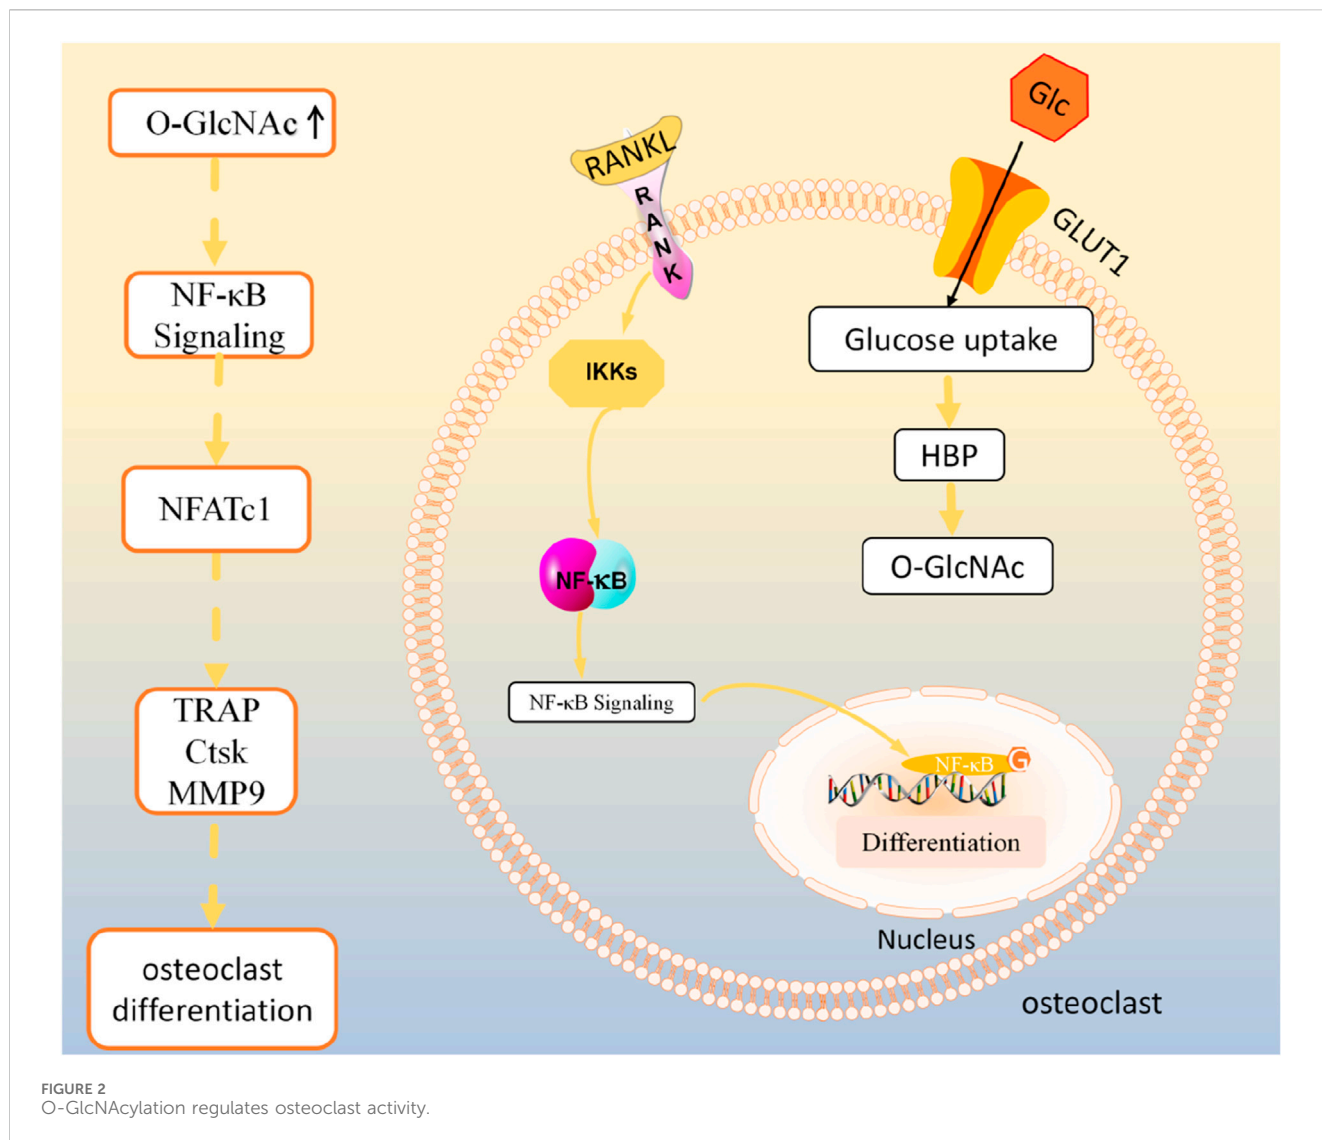 O-GlcNAc ↑
NF-κB
Signaling
NFATc1
TRAP
Ctsk
MMP9
osteoclast
differentiation
RANKL
RANK
IKKs
NF-κB
NF-κB Signaling
Glc
GLUT1
Glucose uptake
HBP
O-GlcNAc
NF-κB
G
Differentiation
Nucleus
osteoclast
FIGURE 2
O-GlcNAcylation regulates osteoclast activity.